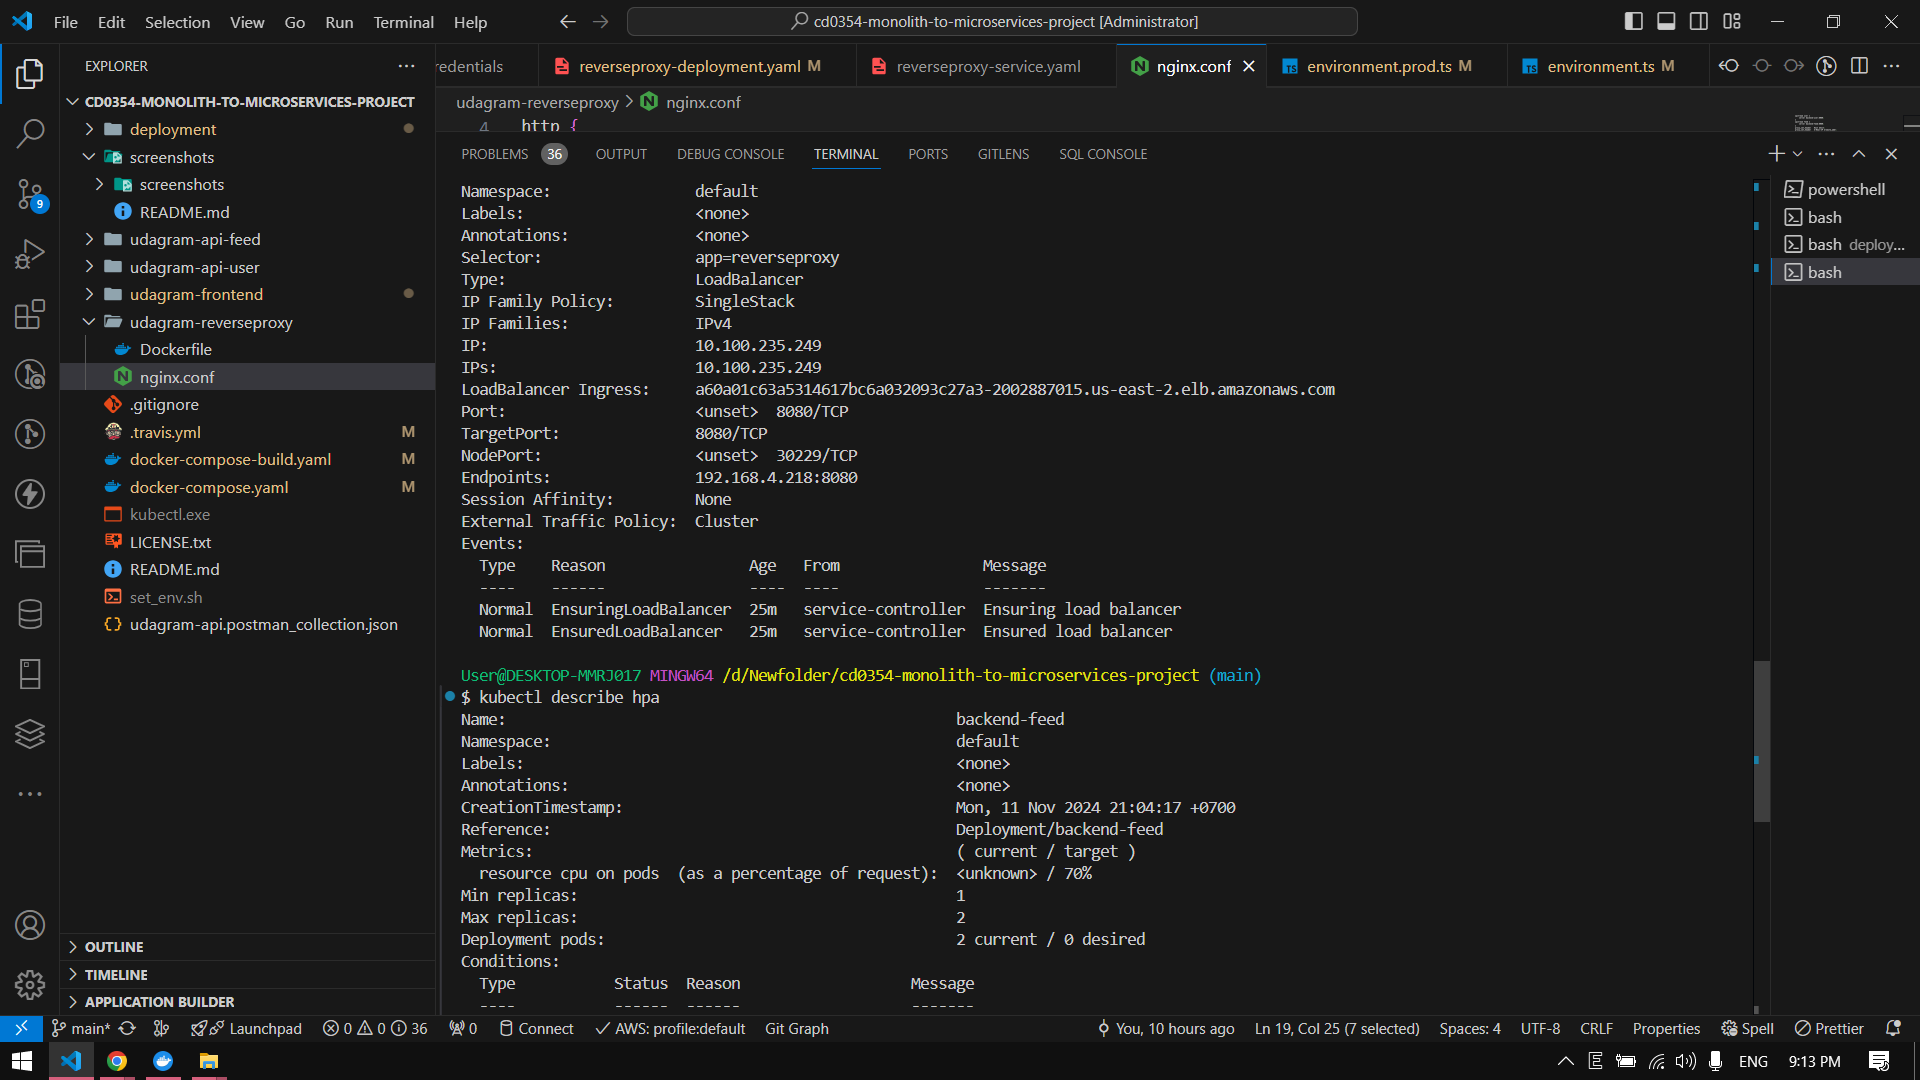 File Edit Selection View Go Run Terminal Help
cd0354-monolith-to-microservices-project [Administrator]
EXPLORER
CD0354-MONOLITH-TO-MICROSERVICES-PROJECT
deployment
screenshots
screenshots
README.md
udagram-api-feed
udagram-api-user
udagram-frontend
udagram-reverseproxy
Dockerfile
nginx.conf
.gitignore
.travis.yml M
docker-compose-build.yaml M
docker-compose.yaml M
kubectl.exe
LICENSE.txt
README.md
set_env.sh
udagram-api.postman_collection.json
OUTLINE
TIMELINE
APPLICATION BUILDER
9
redentials
reverseproxy-deployment.yaml M
reverseproxy-service.yaml
nginx.conf
environment.prod.ts M
environment.ts M
udagram-reverseproxy > nginx.conf
4 http {
PROBLEMS 36 OUTPUT DEBUG CONSOLE TERMINAL PORTS GITLENS SQL CONSOLE
Namespace: default
Labels: <none>
Annotations: <none>
Selector: app=reverseproxy
Type: LoadBalancer
IP Family Policy: SingleStack
IP Families: IPv4
IP: 10.100.235.249
IPs: 10.100.235.249
LoadBalancer Ingress: a60a01c63a5314617bc6a032093c27a3-2002887015.us-east-2.elb.amazonaws.com
Port: <unset> 8080/TCP
TargetPort: 8080/TCP
NodePort: <unset> 30229/TCP
Endpoints: 192.168.4.218:8080
Session Affinity: None
External Traffic Policy: Cluster
Events:
Type Reason Age From Message
---- ------ ---- ---- -------
Normal EnsuringLoadBalancer 25m service-controller Ensuring load balancer
Normal EnsuredLoadBalancer 25m service-controller Ensured load balancer
User@DESKTOP-MMRJ017 MINGW64 /d/Newfolder/cd0354-monolith-to-microservices-project (main)
$ kubectl describe hpa
Name: backend-feed
Namespace: default
Labels: <none>
Annotations: <none>
CreationTimestamp: Mon, 11 Nov 2024 21:04:17 +0700
Reference: Deployment/backend-feed
Metrics: ( current / target )
resource cpu on pods (as a percentage of request): <unknown> / 70%
Min replicas: 1
Max replicas: 2
Deployment pods: 2 current / 0 desired
Conditions:
Type Status Reason Message
---- ------ ------ -------
powershell
bash
bash deploy...
bash
main* Launchpad 0 0 36 0 Connect AWS: profile:default Git Graph You, 10 hours ago Ln 19, Col 25 (7 selected) Spaces: 4 UTF-8 CRLF Properties Spell Prettier
ENG 9:13 PM